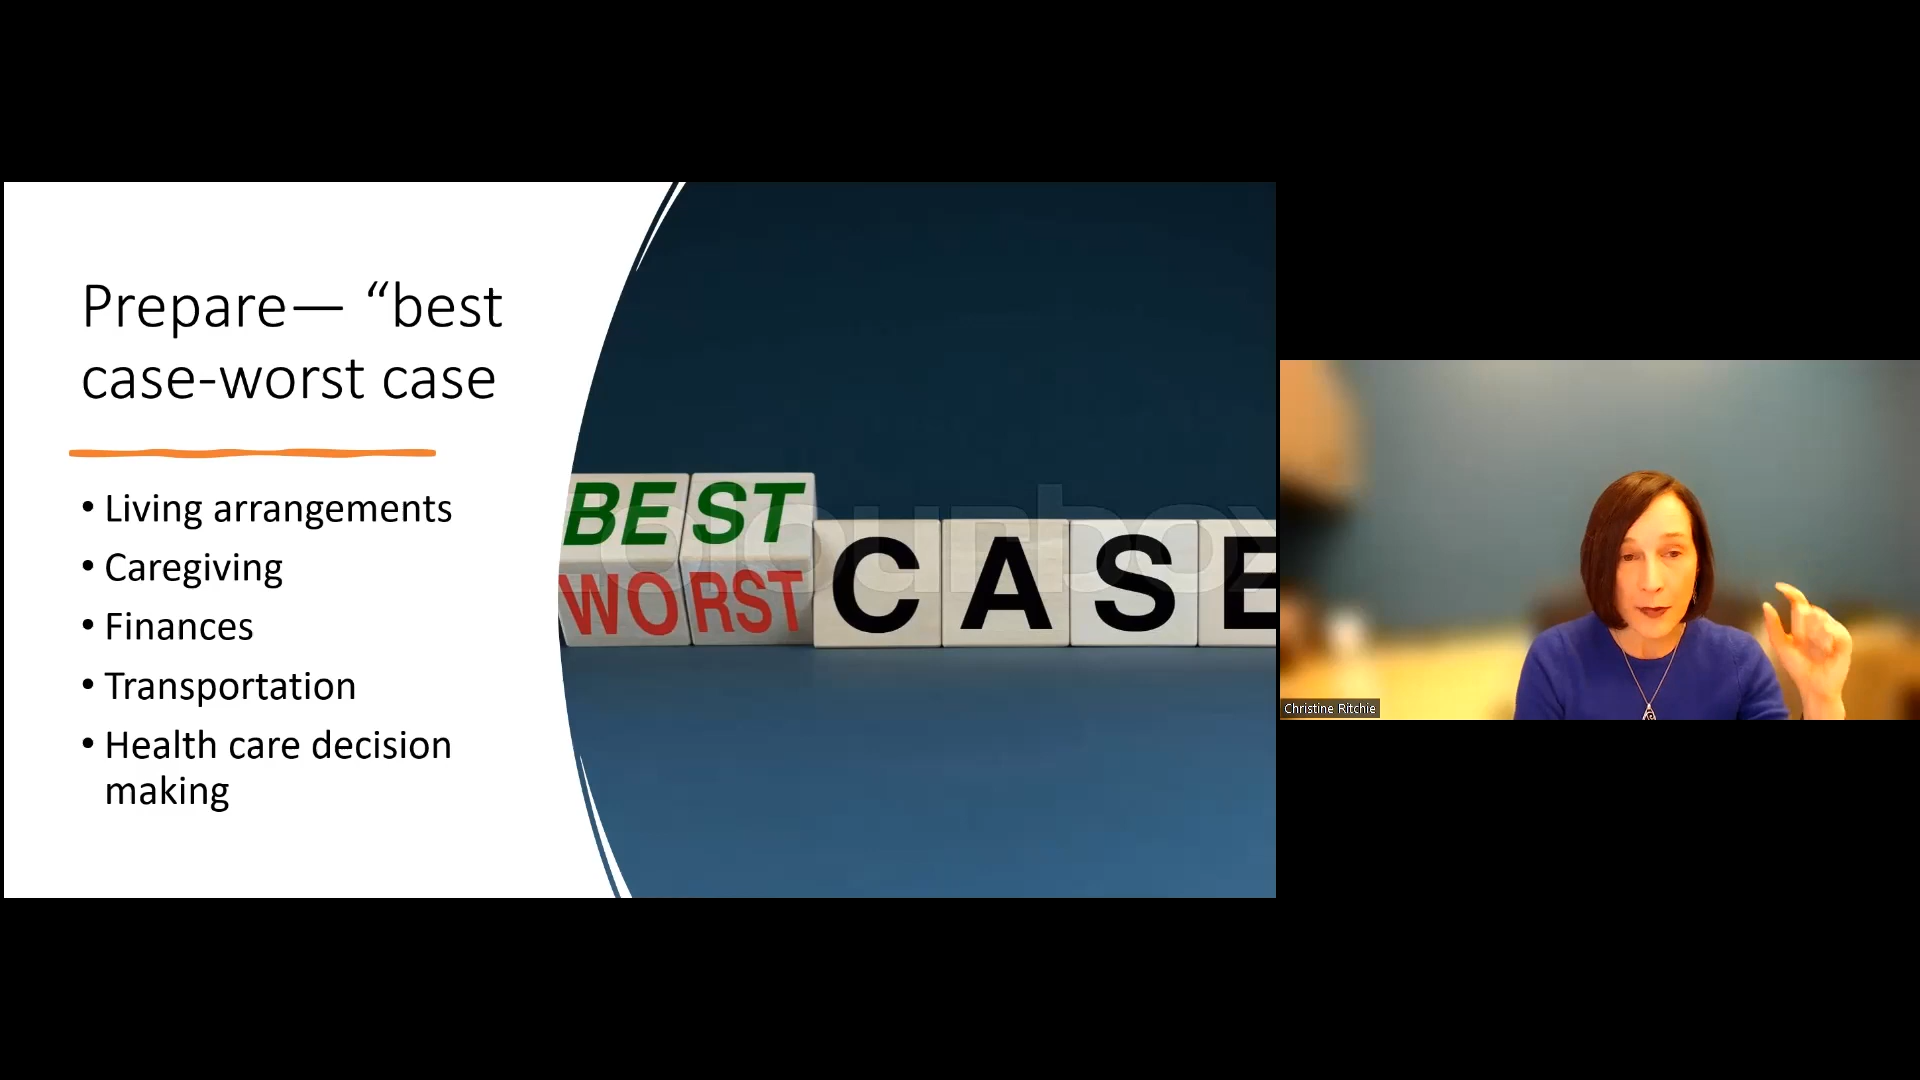 Prepare— “best
case-worst case
• Living arrangements
• Caregiving
• Finances
• Transportation
• Health care decision
making
BEST
WORST
CASE
colourbox
Christine Ritchie